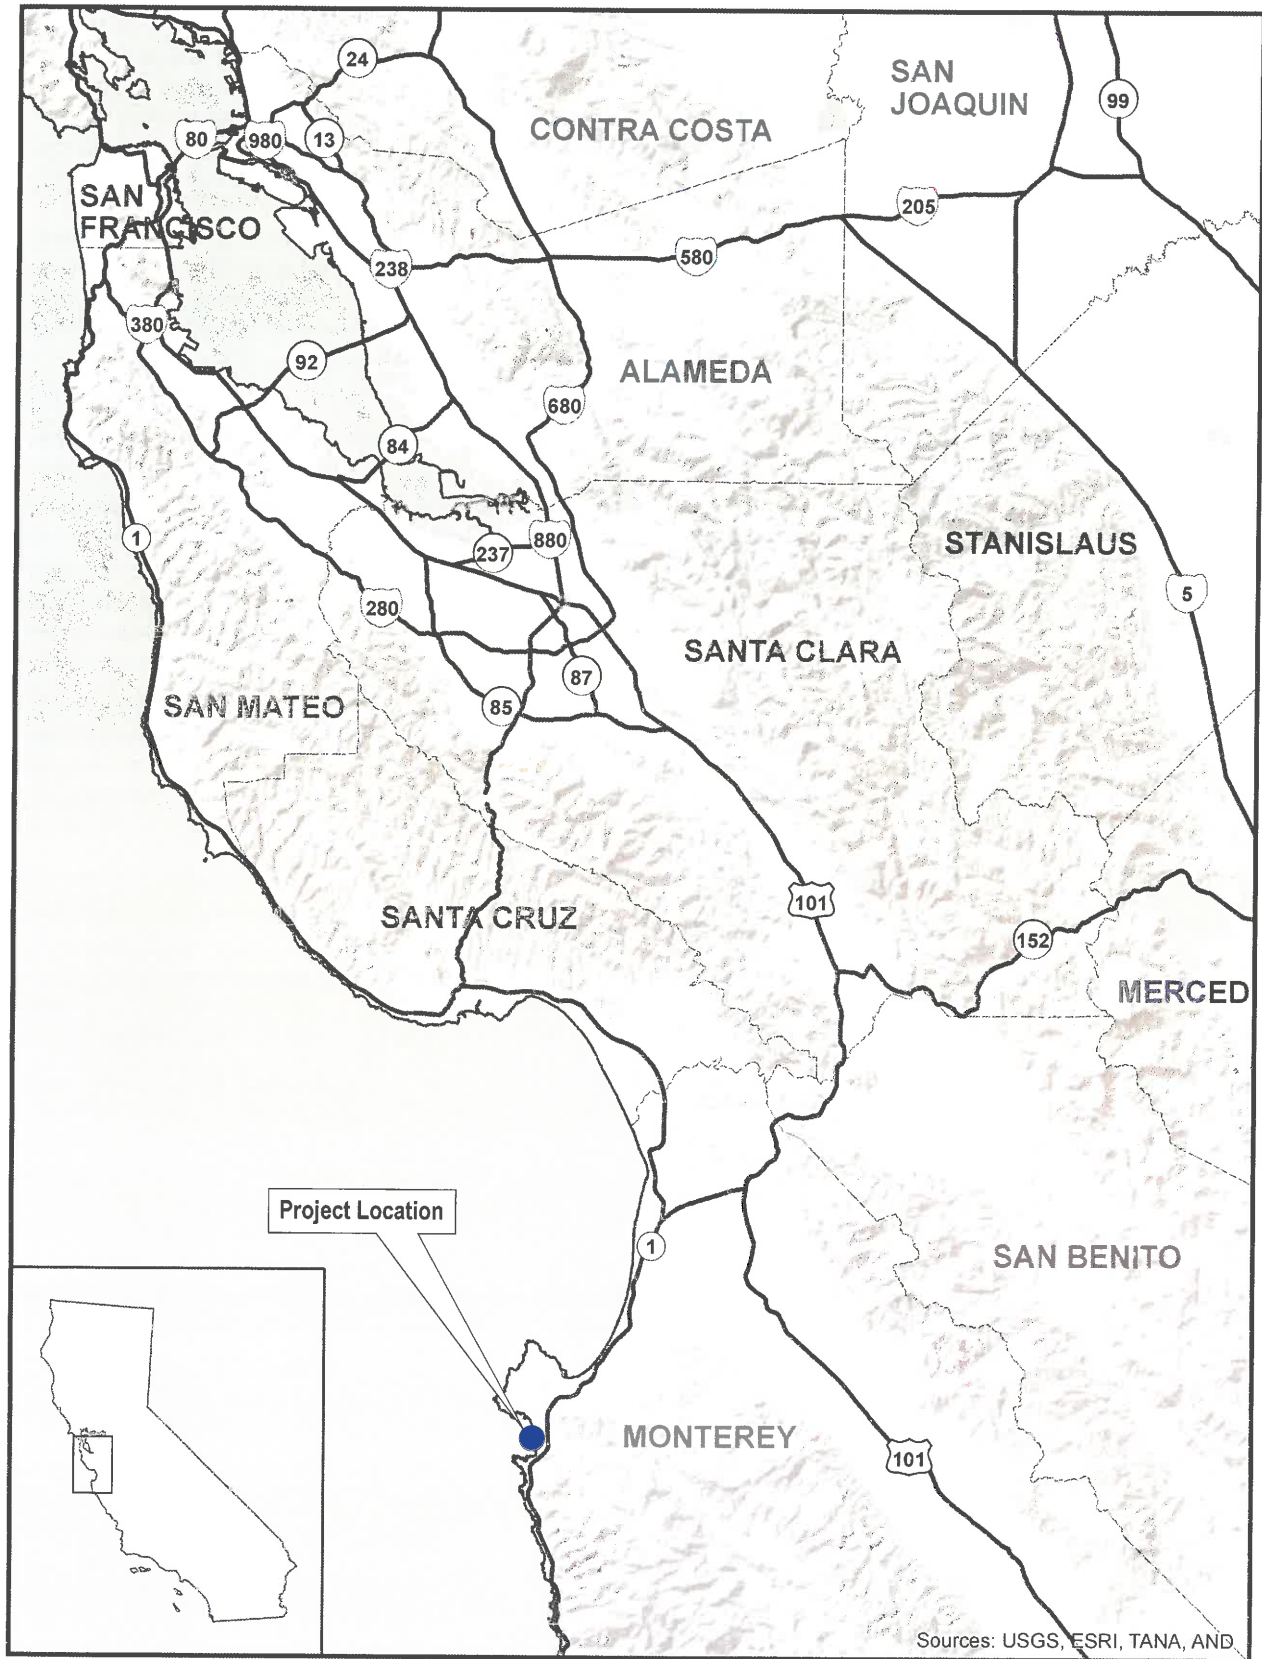 24
SAN
JOAQUIN
99
CONTRA COSTA
80
980
13
SAN
FRANCISCO
205
580
238
380
92
ALAMEDA
680
84
1
237
880
STANISLAUS
5
280
SANTA CLARA
87
85
SAN MATEO
101
SANTA CRUZ
152
MERCED
Project Location
1
SAN BENITO
MONTEREY
101
Sources: USGS, ESRI, TANA, AND